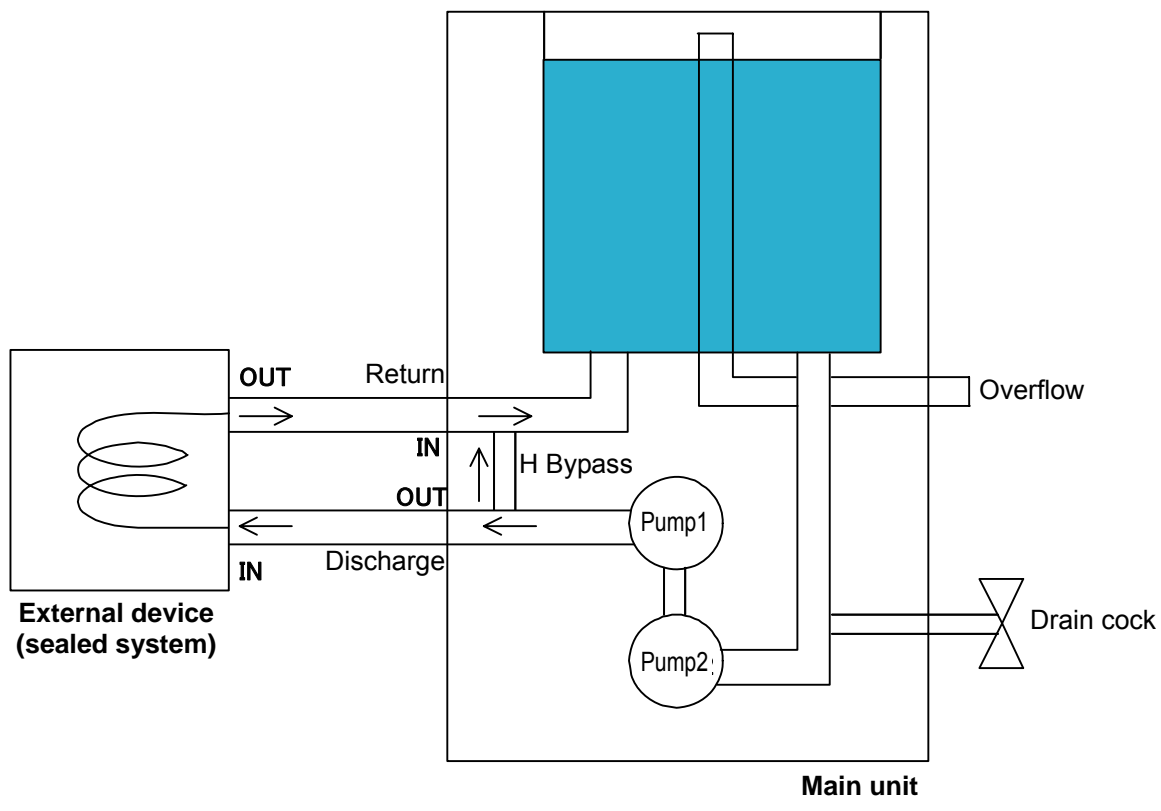 Overflow
OUT
Return
IN
H Bypass
OUT
Pump1
Discharge
IN
External device
(sealed system)
Drain cock
Pump2
Main unit